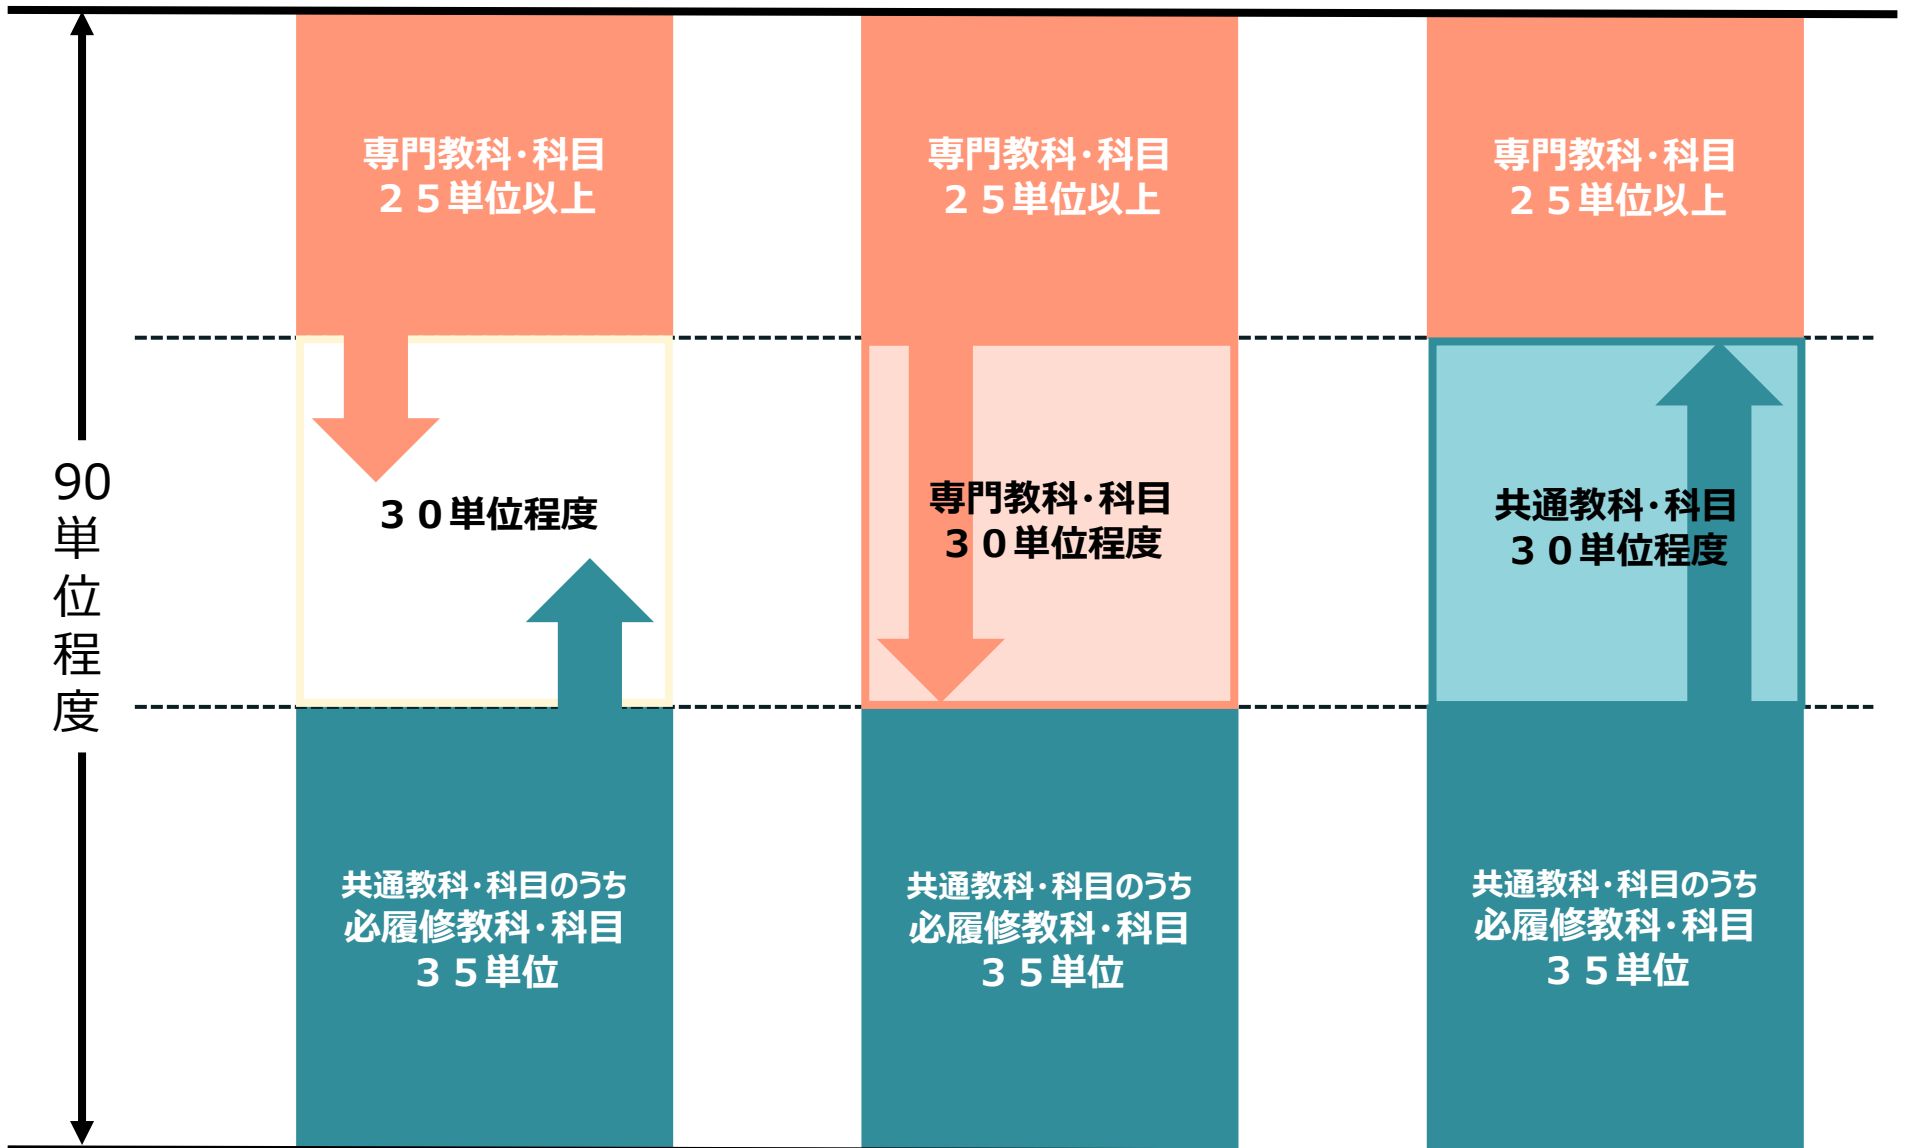 90単位程度
専門教科・科目
２５単位以上
３０単位程度
共通教科・科目のうち
必履修教科・科目
３５単位
専門教科・科目
２５単位以上
専門教科・科目
３０単位程度
共通教科・科目のうち
必履修教科・科目
３５単位
専門教科・科目
２５単位以上
共通教科・科目
３０単位程度
共通教科・科目のうち
必履修教科・科目
３５単位